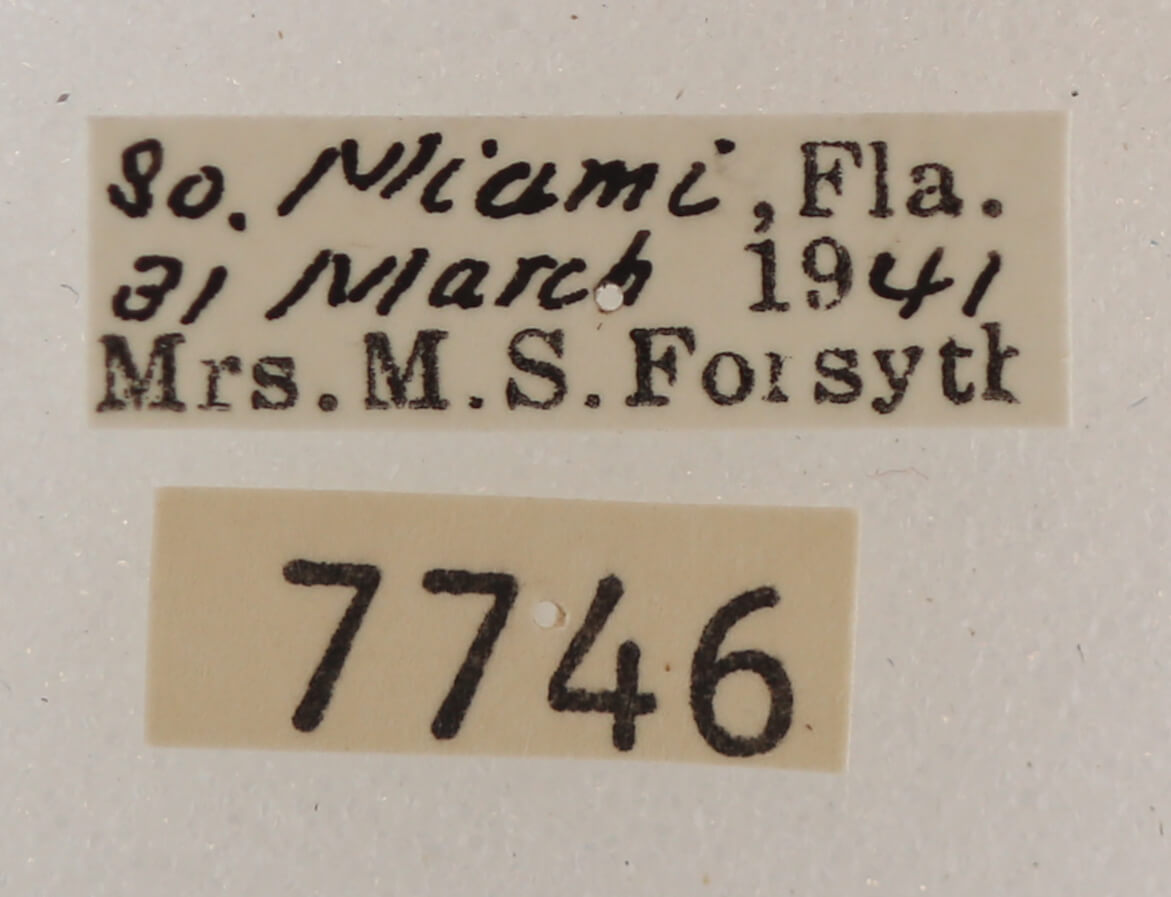 So. Miami, Fla.
31 March 1941
Mrs. M. S. Forsyth
7746